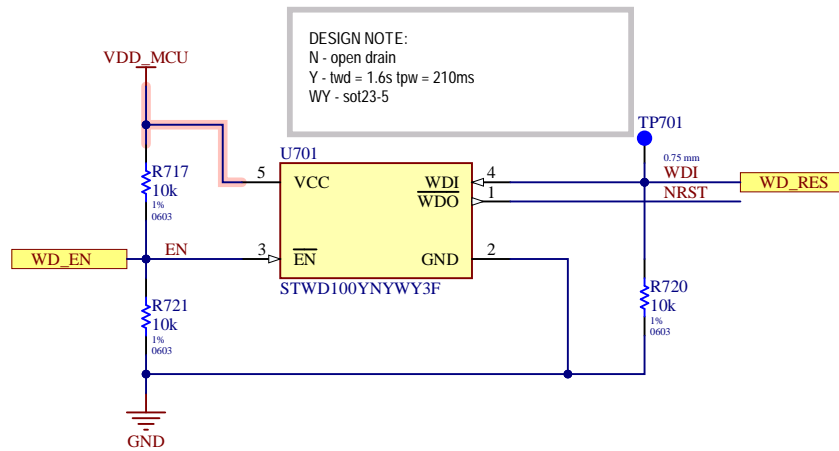 DESIGN NOTE:
N - open drain
Y - twd = 1.6s tpw = 210ms
WY - sot23-5
VDD_MCU
TP701
U701
0.75 mm
R717
10k
1%
0603
5
VCC
WDI
4
WDI
WD_RES
WDO
1
NRST
WD_EN
EN
3
EN
GND
2
STWD100YNYWY3F
R721
10k
1%
0603
R720
10k
1%
0603
GND